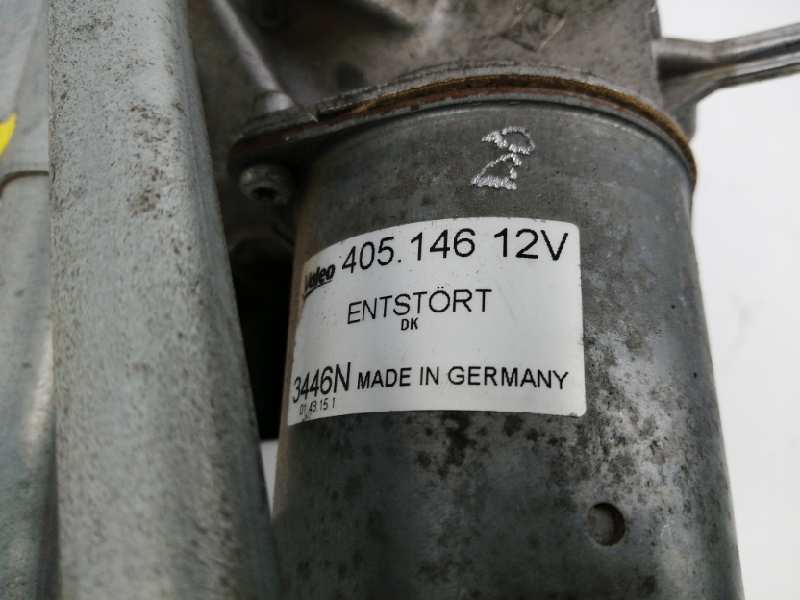 Valeo 405.146 12V
ENTSTÖRT
DK
3446N MADE IN GERMANY
01 43 15 1